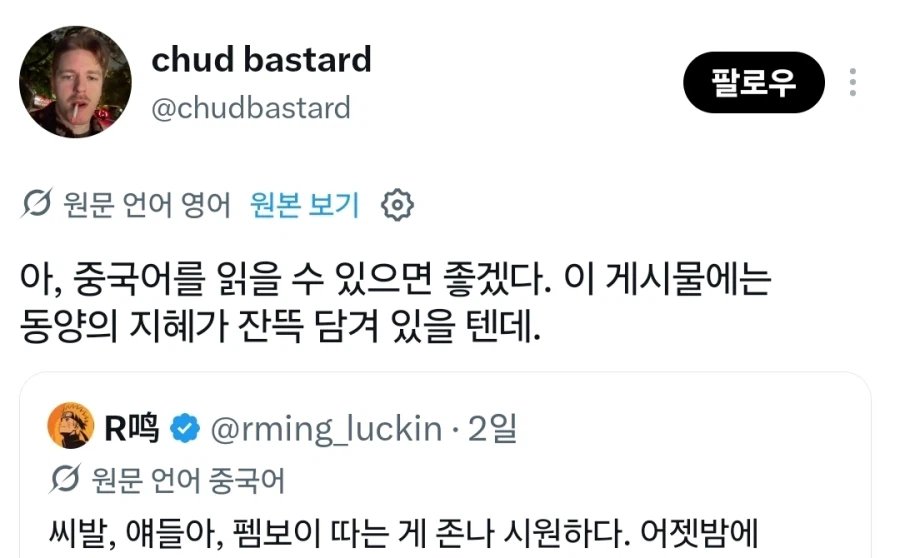 chud bastard
@chudbastard
팔로우
원문 언어 영어 원본 보기
아, 중국어를 읽을 수 있으면 좋겠다. 이 게시물에는
동양의 지혜가 잔뜩 담겨 있을 텐데.
R鸣 @rming_luckin · 2일
원문 언어 중국어
씨발, 얘들아, 펨보이 따는 게 존나 시원하다. 어젯밤에